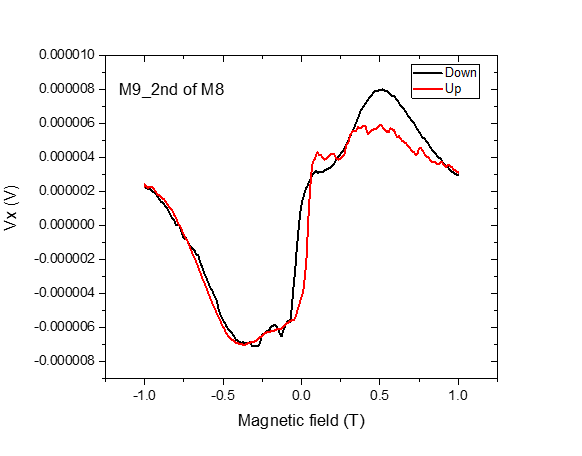 0.000010
0.000008
0.000006
0.000004
0.000002
0.000000
-0.000002
-0.000004
-0.000006
-0.000008
Vx (V)
M9_2nd of M8
Down
Up
-1.0 -0.5 0.0 0.5 1.0
Magnetic field (T)